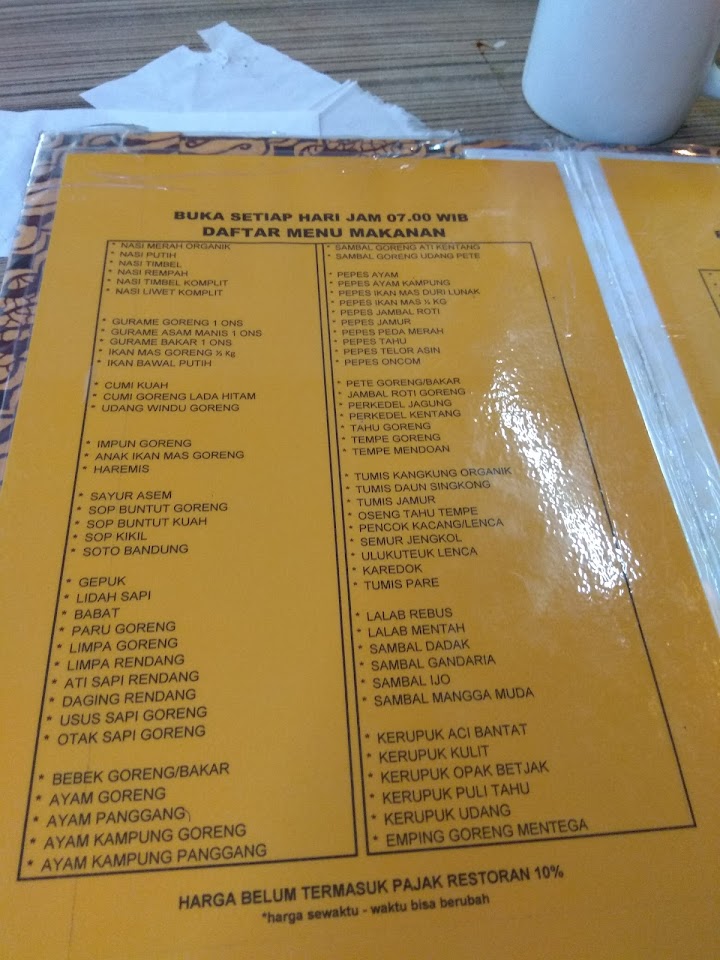 BUKA SETIAP HARI JAM 07.00 WIB
DAFTAR MENU MAKANAN
* NASI MERAH ORGANIK
* NASI PUTIH
* NASI TIMBEL
* NASI REMPAH
* NASI TIMBEL KOMPLIT
* NASI LIWET KOMPLIT
* GURAME GORENG 1 ONS
* GURAME ASAM MANIS 1 ONS
* GURAME BAKAR 1 ONS
* IKAN MAS GORENG ½ Kg
* IKAN BAWAL PUTIH
* CUMI KUAH
* CUMI GORENG LADA HITAM
* UDANG WINDU GORENG
* IMPUN GORENG
* ANAK IKAN MAS GORENG
* HAREMIS
* SAYUR ASEM
* SOP BUNTUT GORENG
* SOP BUNTUT KUAH
* SOP KIKIL
* SOTO BANDUNG
* GEPUK
* LIDAH SAPI
* BABAT
* PARU GORENG
* LIMPA GORENG
* LIMPA RENDANG
* ATI SAPI RENDANG
* DAGING RENDANG
* USUS SAPI GORENG
* OTAK SAPI GORENG
* BEBEK GORENG/BAKAR
* AYAM GORENG
* AYAM PANGGANG
* AYAM KAMPUNG GORENG
* AYAM KAMPUNG PANGGANG
* SAMBAL GORENG ATI KENTANG
* SAMBAL GORENG UDANG PETE
* PEPES AYAM
* PEPES AYAM KAMPUNG
* PEPES IKAN MAS DURI LUNAK
* PEPES IKAN MAS ½ KG
* PEPES JAMBAL ROTI
* PEPES JAMUR
* PEPES PEDA MERAH
* PEPES TAHU
* PEPES TELOR ASIN
* PEPES ONCOM
* PETE GORENG/BAKAR
* JAMBAL ROTI GORENG
* PERKEDEL JAGUNG
* PERKEDEL KENTANG
* TAHU GORENG
* TEMPE GORENG
* TEMPE MENDOAN
* TUMIS KANGKUNG ORGANIK
* TUMIS DAUN SINGKONG
* TUMIS JAMUR
* OSENG TAHU TEMPE
* PENCOK KACANG/LENCA
* SEMUR JENGKOL
* ULUKUTEUK LENCA
* KAREDOK
* TUMIS PARE
* LALAB REBUS
* LALAB MENTAH
* SAMBAL DADAK
* SAMBAL GANDARIA
* SAMBAL IJO
* SAMBAL MANGGA MUDA
* KERUPUK ACI BANTAT
* KERUPUK KULIT
* KERUPUK OPAK BETJAK
* KERUPUK PULI TAHU
* KERUPUK UDANG
* EMPING GORENG MENTEGA
HARGA BELUM TERMASUK PAJAK RESTORAN 10%
*harga sewaktu - waktu bisa berubah